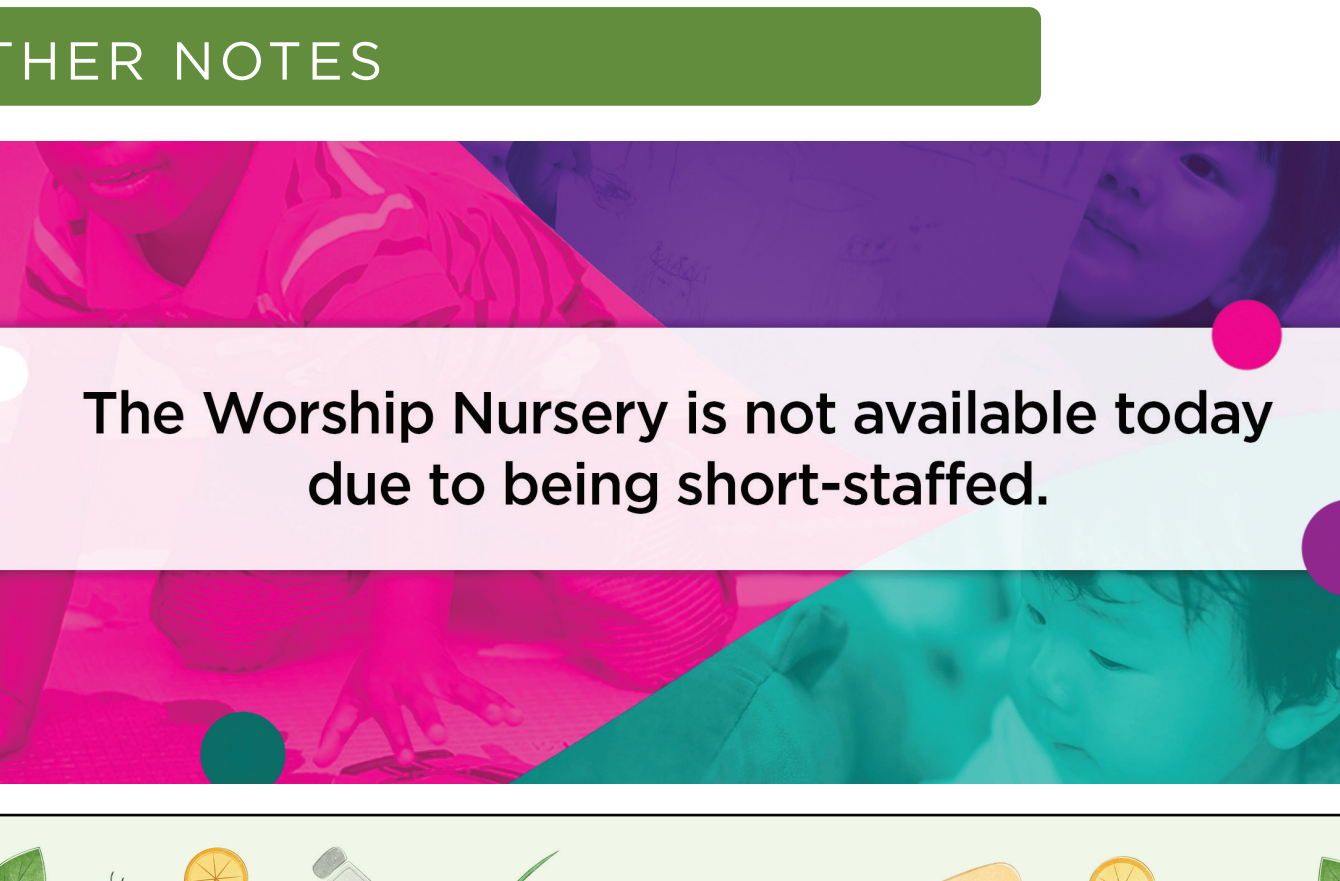 THER NOTES
The Worship Nursery is not available today
due to being short-staffed.